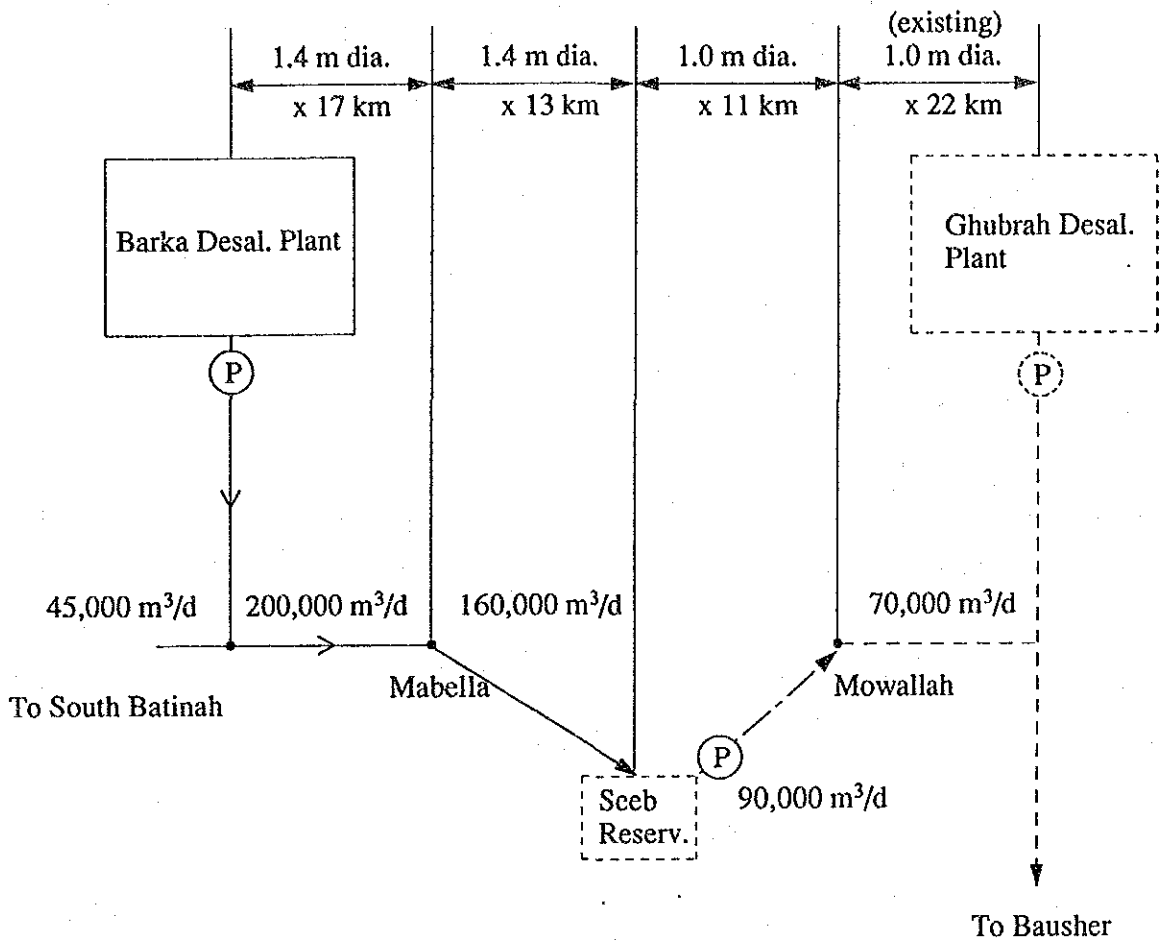 (existing)
1.4 m dia. 1.4 m dia. 1.0 m dia. 1.0 m dia.
x 17 km x 13 km x 11 km x 22 km
Barka Desal. Plant
Ghubrah Desal.
Plant
P
P
45,000 m³/d 200,000 m³/d 160,000 m³/d 70,000 m³/d
Mabella
Mowallah
To South Batinah
P
Sceb
Reserv.
90,000 m³/d
To Bausher